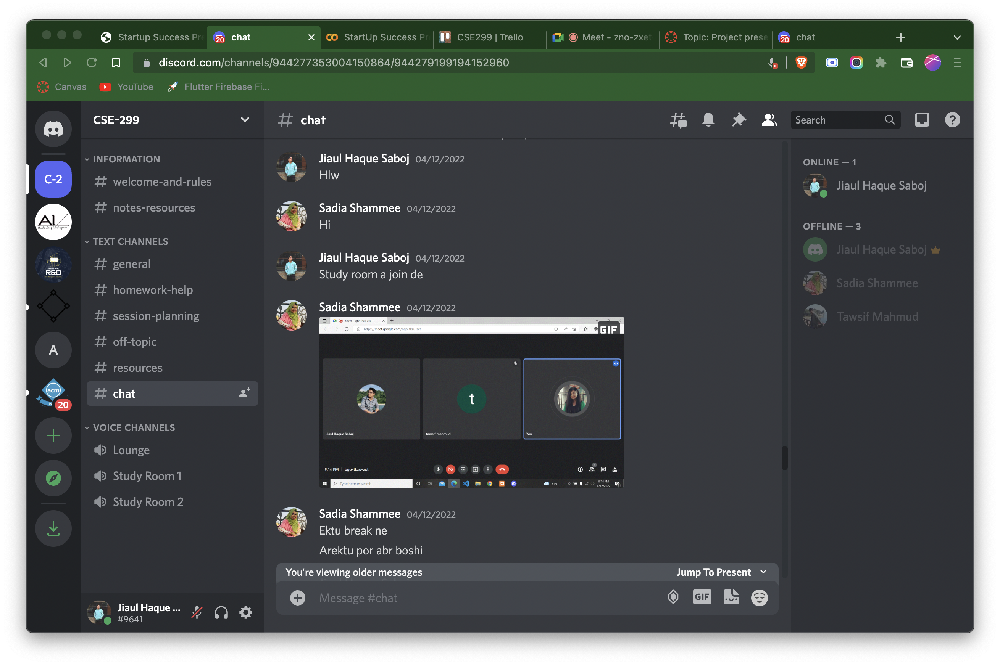 Startup Success Pre
20
chat
StartUp Success Pr
CSE299 | Trello
Meet - zno-zxet
Topic: Project prese
20
chat
discord.com/channels/944277353004150864/944279199194152960
Canvas
YouTube
Flutter Firebase Fi...
CSE-299
# chat
Search
C-2
AI
Accelerating Intelligence
R&D
A
acm
N
20
INFORMATION
# welcome-and-rules
# notes-resources
TEXT CHANNELS
# general
# homework-help
# session-planning
# off-topic
# resources
# chat
VOICE CHANNELS
Lounge
Study Room 1
Study Room 2
Jiaul Haque ...
#9641
Jiaul Haque Saboj 04/12/2022
Hlw
Sadia Shammee 04/12/2022
Hi
Jiaul Haque Saboj 04/12/2022
Study room a join de
Sadia Shammee 04/12/2022
Meet - bgo-tkzu-zct
https://meet.google.com/bgo-tkzu-zct
GIF
t
Jiaul Haque Sabuj
tawsif mahmud
You
9:14 PM | bgo-tkzu-zct
3
Type here to search
31°C
9:14 PM
4/12/2022
Sadia Shammee 04/12/2022
Ektu break ne
Arektu por abr boshi
You're viewing older messages
Jump To Present
Message #chat
GIF
ONLINE — 1
Jiaul Haque Saboj
OFFLINE — 3
Jiaul Haque Saboj
Sadia Shammee
Tawsif Mahmud